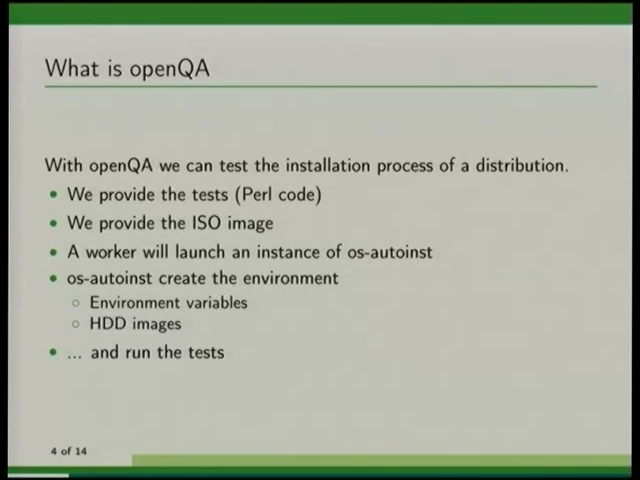 What is openQA
With openQA we can test the installation process of a distribution.
We provide the tests (Perl code)
We provide the ISO image
A worker will launch an instance of os-autoinst
os-autoinst create the environment
Environment variables
HDD images
... and run the tests
4 of 14